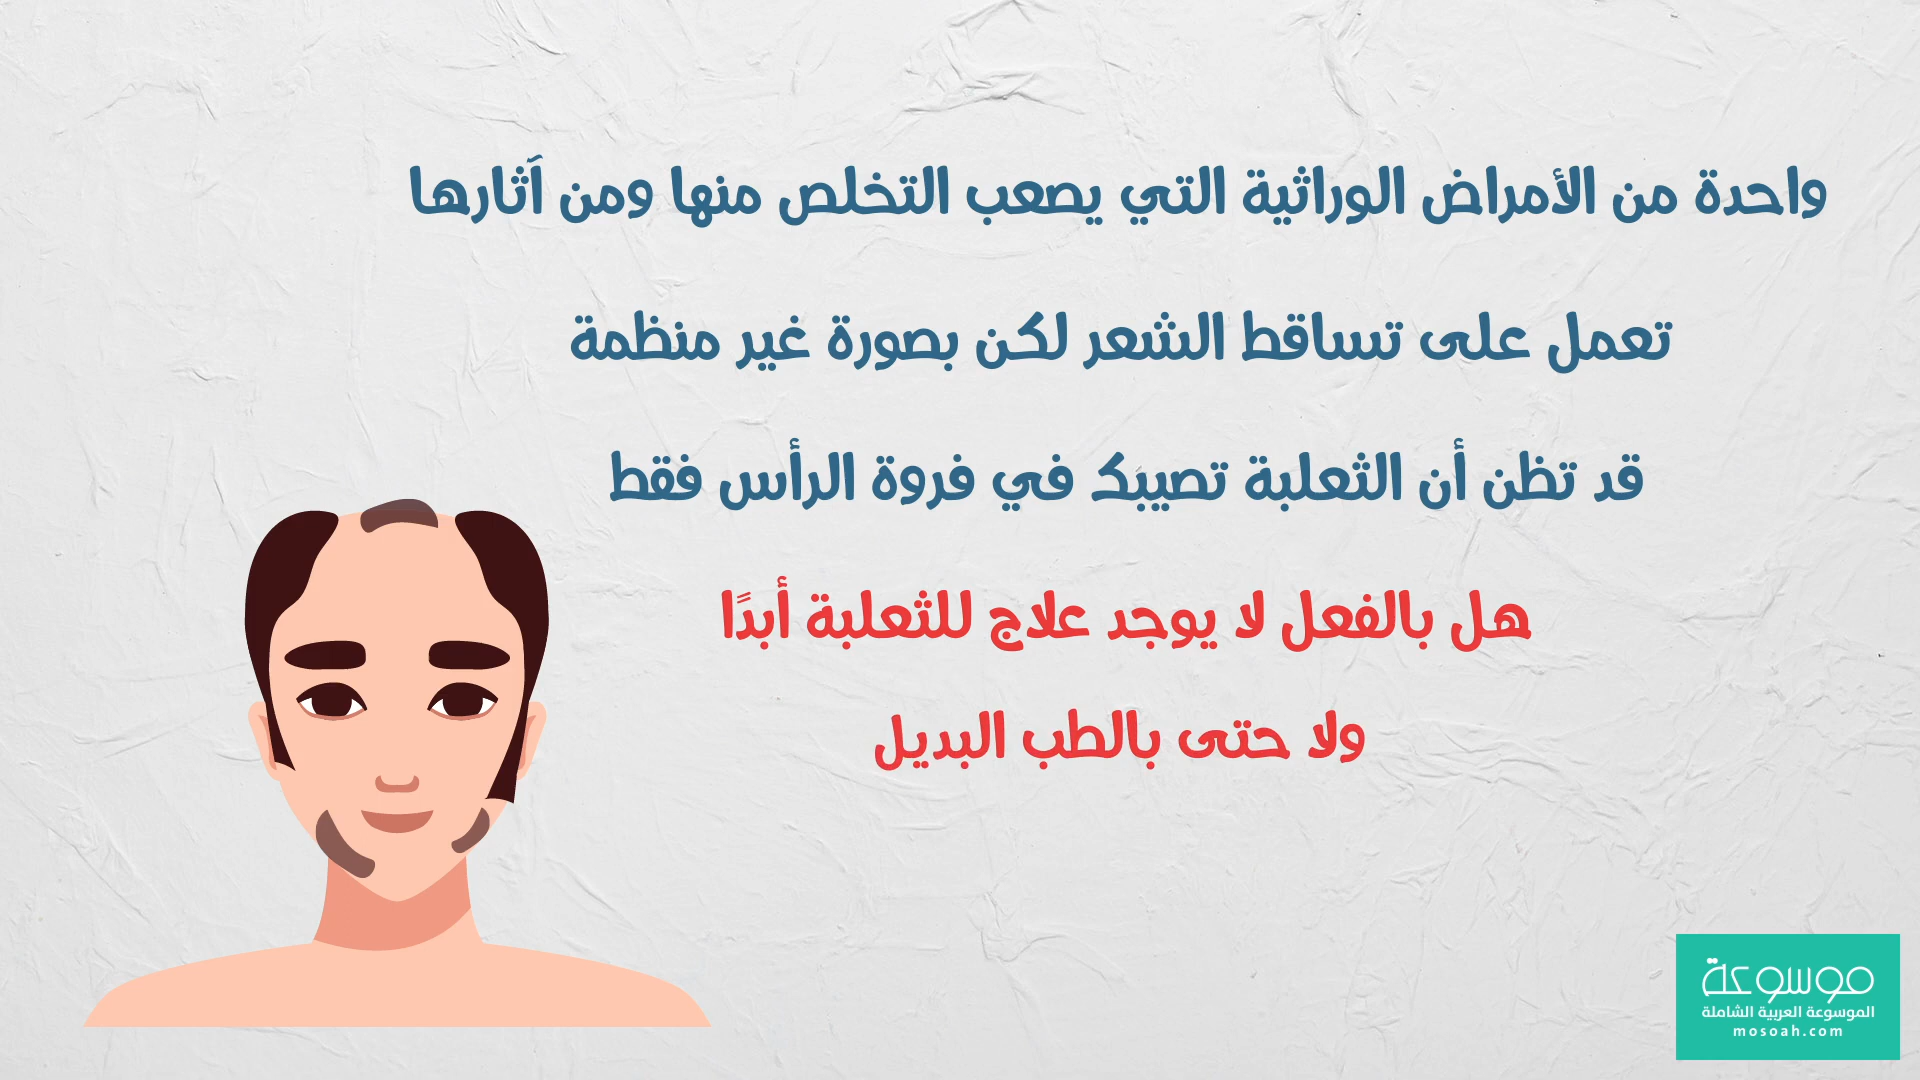 واحدة من الأمراض الوراثية التي يصعب التخلص منها ومن آثارها
تعمل على تساقط الشعر لكن بصورة غير منظمة
قد تظن أن الثعلبة تصيبك في فروة الرأس فقط
هل بالفعل لا يوجد علاج للثعلبة أبدًا
ولا حتى بالطب البديل
موسوعة
الموسوعة العربية الشاملة
mosoah.com